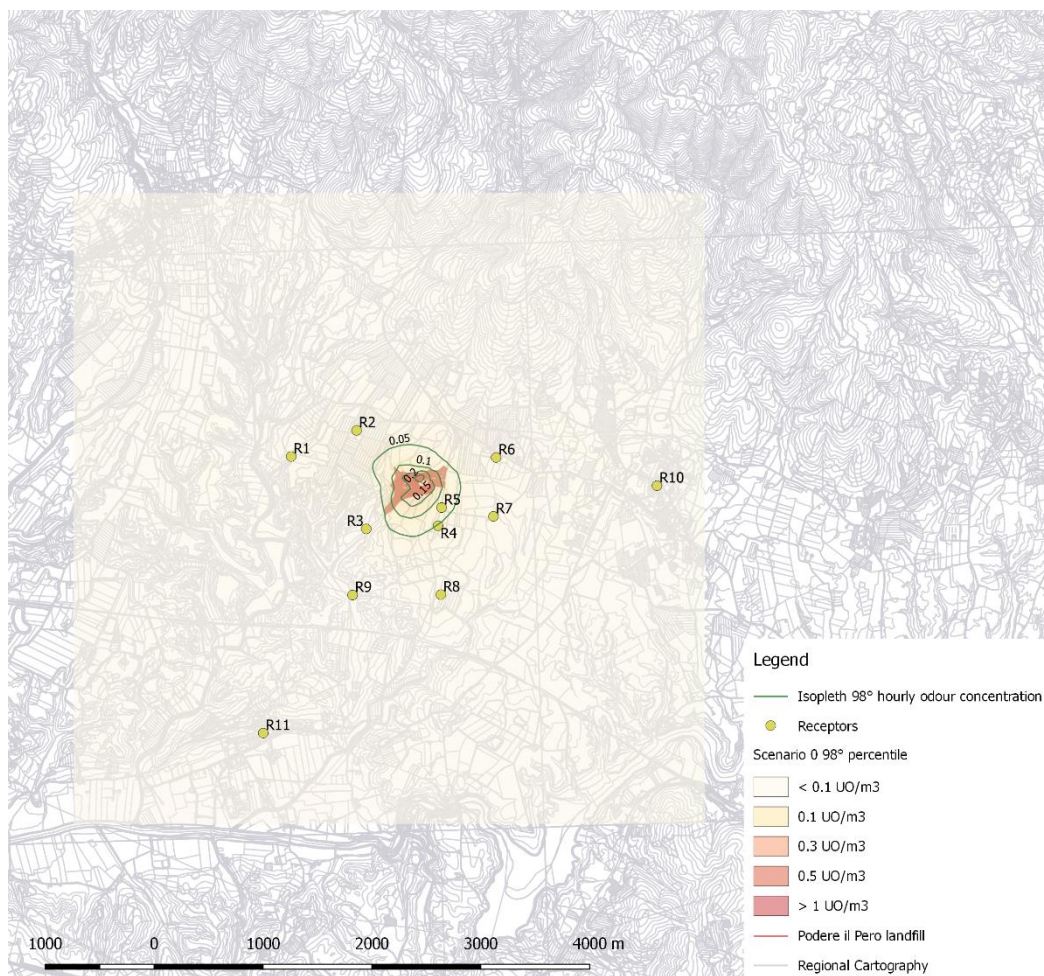 R2
0.05
R1
R6
0.1
0.2
0.15
R10
R5
R7
R3
R4
R9
R8
R11
Legend
Isopleth 98° hourly odour concentration
Receptors
Scenario 0 98° percentile
< 0.1 UO/m3
0.1 UO/m3
0.3 UO/m3
0.5 UO/m3
> 1 UO/m3
Podere il Pero landfill
Regional Cartography
1000 0 1000 2000 3000 4000 m